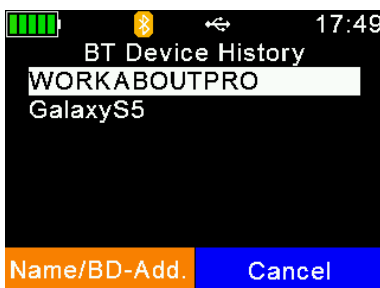 17:49
BT Device History
WORKABOUTPRO
GalaxyS5
Name/BD-Add. Cancel